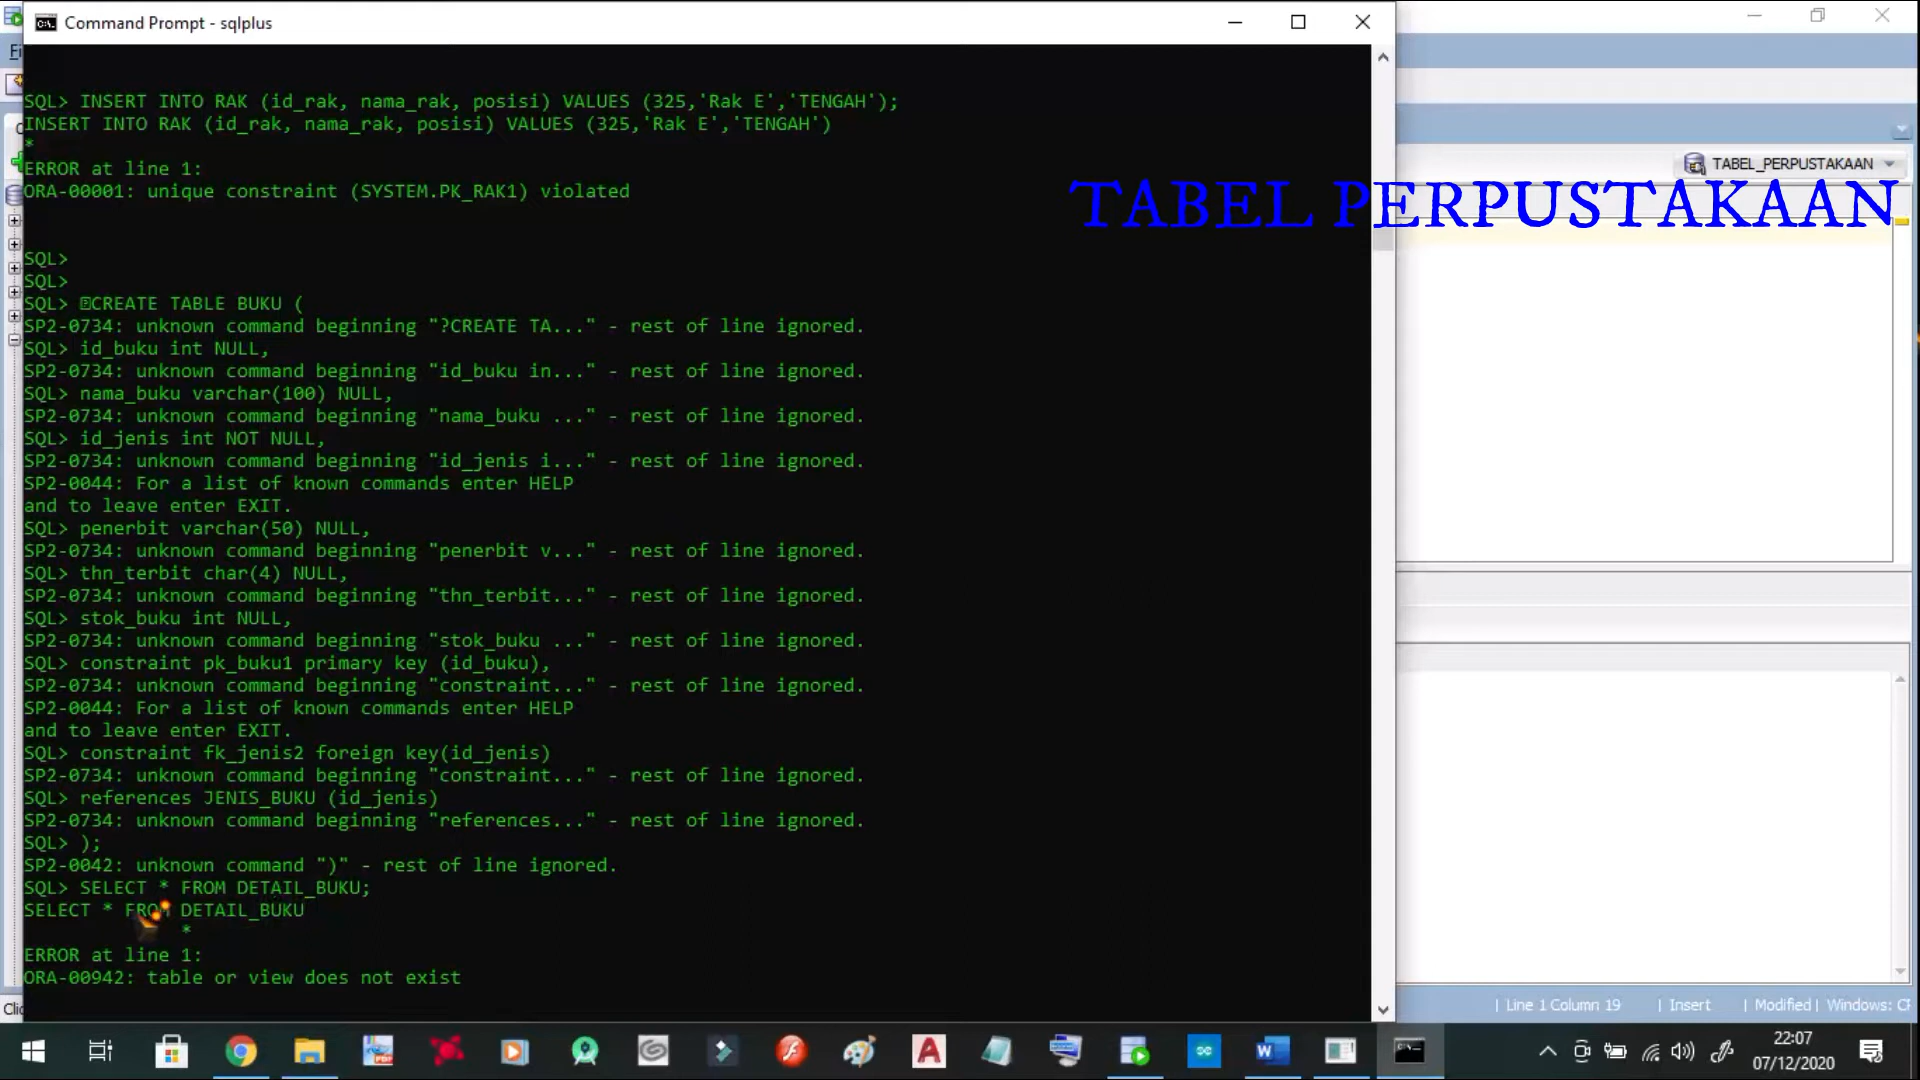 Command Prompt - sqlplus
SQL> INSERT INTO RAK (id_rak, nama_rak, posisi) VALUES (325,'Rak E','TENGAH');
INSERT INTO RAK (id_rak, nama_rak, posisi) VALUES (325,'Rak E','TENGAH')
*
ERROR at line 1:
ORA-00001: unique constraint (SYSTEM.PK_RAK1) violated
TABEL_PERPUSTAKAAN
TABEL PERPUSTAKAAN
SQL>
SQL>
SQL> CREATE TABLE BUKU (
SP2-0734: unknown command beginning "?CREATE TA..." - rest of line ignored.
SQL> id_buku int NULL,
SP2-0734: unknown command beginning "id_buku in..." - rest of line ignored.
SQL> nama_buku varchar(100) NULL,
SP2-0734: unknown command beginning "nama_buku ..." - rest of line ignored.
SQL> id_jenis int NOT NULL,
SP2-0734: unknown command beginning "id_jenis i..." - rest of line ignored.
SP2-0044: For a list of known commands enter HELP
and to leave enter EXIT.
SQL> penerbit varchar(50) NULL,
SP2-0734: unknown command beginning "penerbit v..." - rest of line ignored.
SQL> thn_terbit char(4) NULL,
SP2-0734: unknown command beginning "thn_terbit..." - rest of line ignored.
SQL> stok_buku int NULL,
SP2-0734: unknown command beginning "stok_buku ..." - rest of line ignored.
SQL> constraint pk_buku1 primary key (id_buku),
SP2-0734: unknown command beginning "constraint..." - rest of line ignored.
SP2-0044: For a list of known commands enter HELP
and to leave enter EXIT.
SQL> constraint fk_jenis2 foreign key(id_jenis)
SP2-0734: unknown command beginning "constraint..." - rest of line ignored.
SQL> references JENIS_BUKU (id_jenis)
SP2-0734: unknown command beginning "references..." - rest of line ignored.
SQL> );
SP2-0042: unknown command ")" - rest of line ignored.
SQL> SELECT * FROM DETAIL_BUKU;
SELECT * FROM DETAIL_BUKU
*
ERROR at line 1:
ORA-00942: table or view does not exist
Line 1 Column 19 | Insert | Modified | Windows:
22:07
07/12/2020